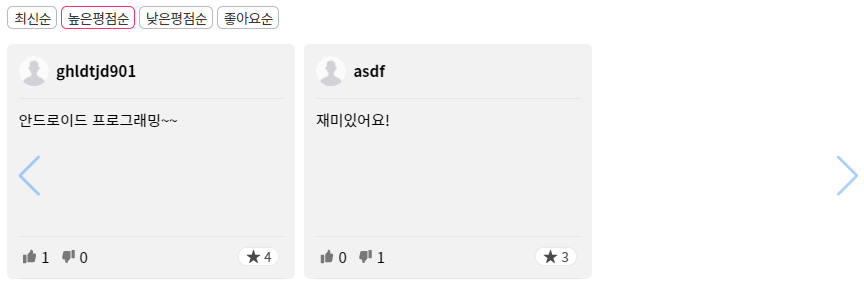 최신순 높은평점순 낮은평점순 좋아요순
ghldtjd901
안드로이드 프로그래밍~~
1 0 ★ 4
asdf
재미있어요!
0 1 ★ 3